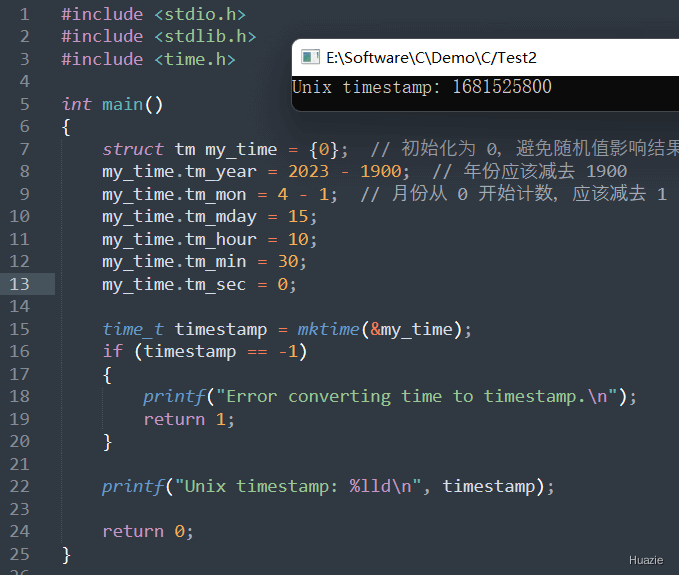 1 #include <stdio.h>
2 #include <stdlib.h>
3 #include <time.h>
4
5 int main()
6 {
7 struct tm my_time = {0};  // 初始化为 0, 避免随机值影响结果
8 my_time.tm_year = 2023 - 1900;  // 年份应该减去 1900
9 my_time.tm_mon = 4 - 1;  // 月份从 0 开始计数, 应该减去 1
10 my_time.tm_mday = 15;
11 my_time.tm_hour = 10;
12 my_time.tm_min = 30;
13 my_time.tm_sec = 0;
14
15 time_t timestamp = mktime(&my_time);
16 if (timestamp == -1)
17 {
18 printf("Error converting time to timestamp.\n");
19 return 1;
20 }
21
22 printf("Unix timestamp: %lld\n", timestamp);
23
24 return 0;
25 }
E:\Software\C\Demo\C/Test2
Unix timestamp: 1681525800
Huazie